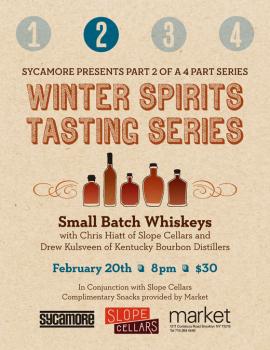 1 2 3 4
SYCAMORE PRESENTS PART 2 OF A 4 PART SERIES
WINTER SPIRITS
TASTING SERIES
Small Batch Whiskeys
with Chris Hiatt of Slope Cellars and
Drew Kulsveen of Kentucky Bourbon Distillers
February 20th 8pm $30
In Conjunction with Slope Cellars
Complimentary Snacks provided by Market
SYCAMORE
SLOPE
CELLARS
market